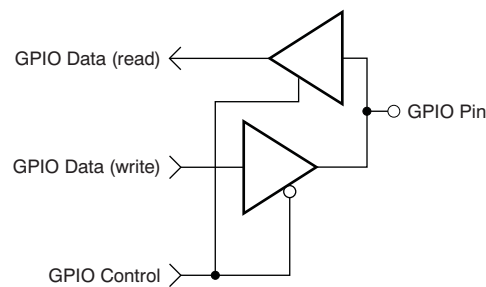 GPIO Data (read)
GPIO Pin
GPIO Data (write)
GPIO Control